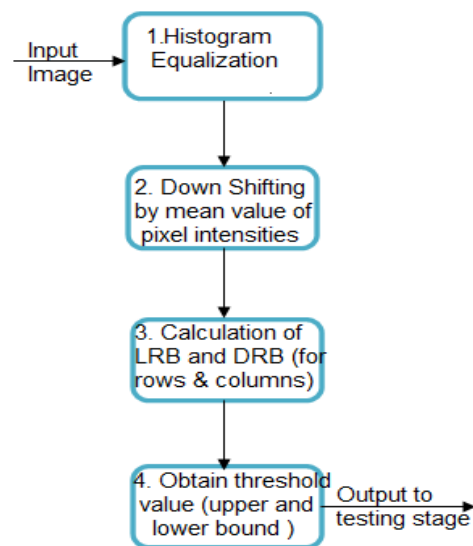 Input
Image
1.Histogram
Equalization
2. Down Shifting
by mean value of
pixel intensities
3. Calculation of
LRB and DRB (for
rows & columns)
4. Obtain threshold
value (upper and
lower bound )
Output to
testing stage